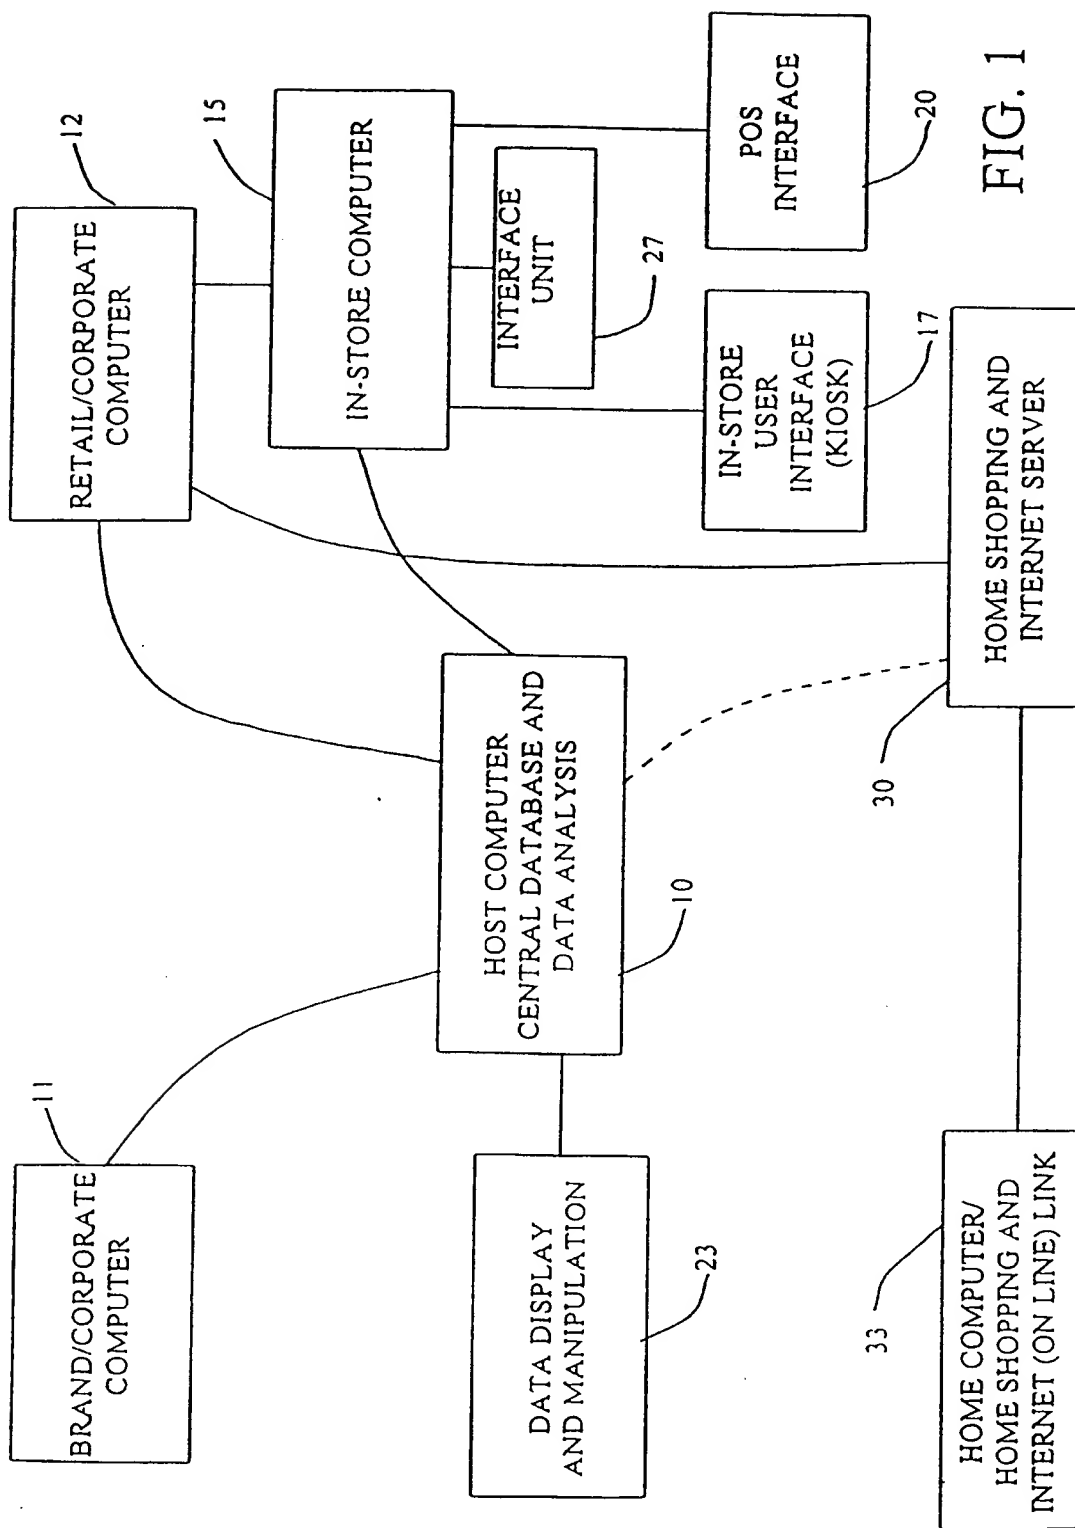 BRAND/CORPORATE
COMPUTER
11
RETAIL/CORPORATE
COMPUTER
12
IN-STORE COMPUTER
15
INTERFACE
UNIT
27
HOST COMPUTER
CENTRAL DATABASE AND
DATA ANALYSIS
10
DATA DISPLAY
AND MANIPULATION
23
IN-STORE
USER
INTERFACE
(KIOSK)
17
POS
INTERFACE
20
HOME COMPUTER/
HOME SHOPPING AND
INTERNET (ON LINE) LINK
33
HOME SHOPPING AND
INTERNET SERVER
30
FIG. 1